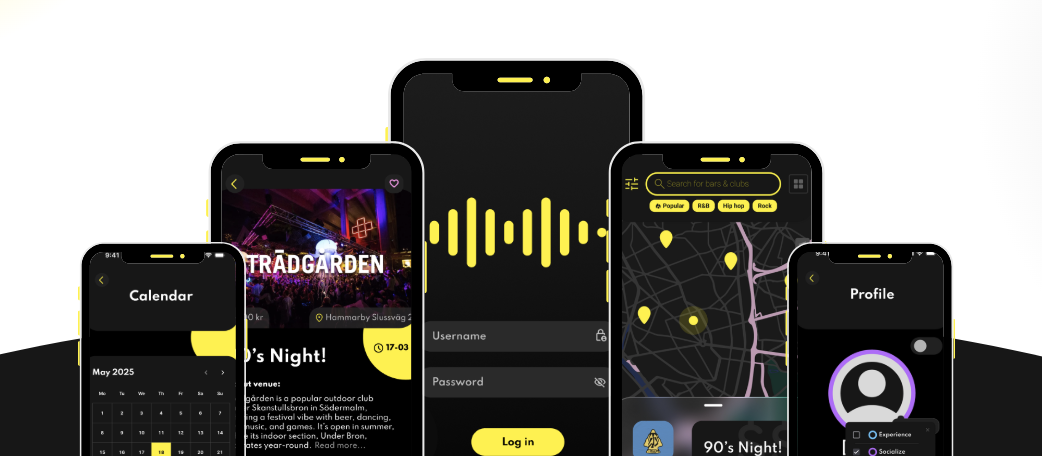 9:41
Calendar
May 2025
Mo Tu We Th Fr Sa Su
1 2 3 4 5 6 7
8 9 10 11 12 13 14
15 16 17 18 19 20 21
TRÄDGÅRDEN
0 kr
Hammarby Slussväg 2
0's Night!
17-03
ut venue:
gården is a popular outdoor club
r Skanstullsbron in Södermalm,
ing a festival vibe with beer, dancing,
music, and games. It's open in summer,
e its indoor section, Under Bron,
ates year-round. Read more...
Username
Password
Log in
Search for bars & clubs
Popular R&B Hip hop Rock
90's Night!
9:41
Profile
Experience
Socialize